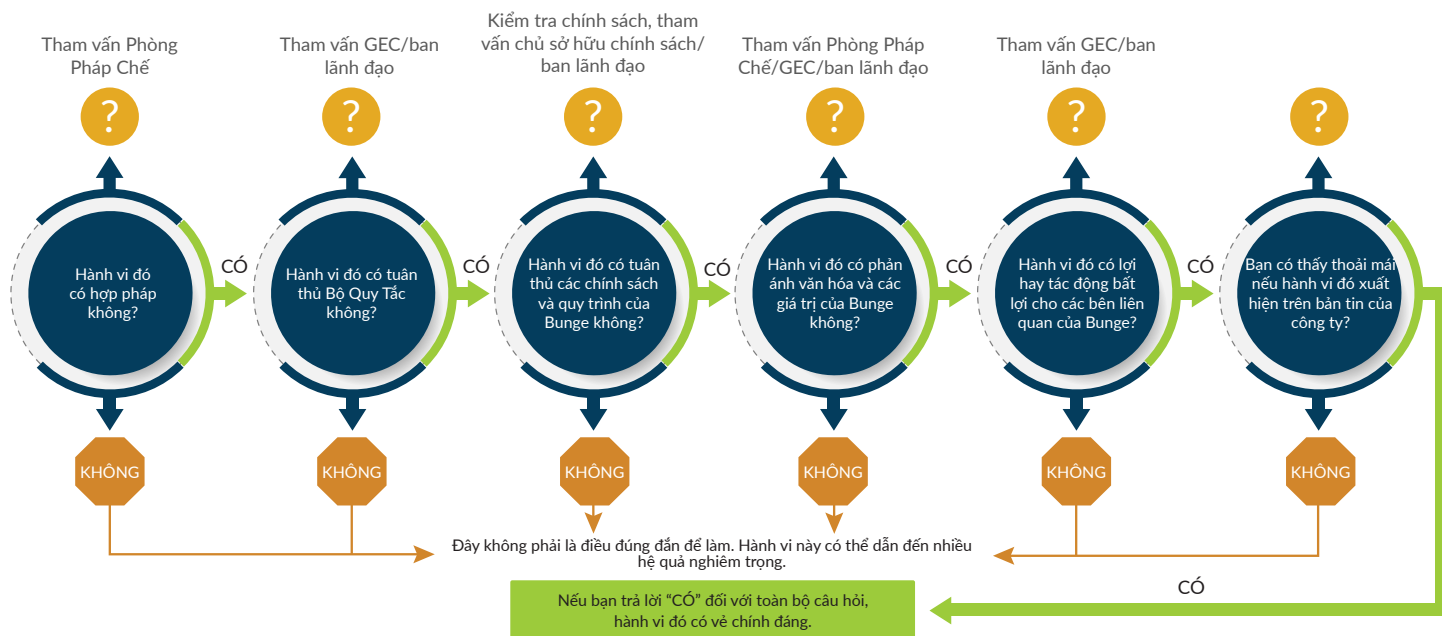 Tham vấn Phòng
Pháp Chế
Tham vấn GEC/ban
lãnh đạo
Kiểm tra chính sách, tham
vấn chủ sở hữu chính sách/
ban lãnh đạo
Tham vấn Phòng Pháp
Chế/GEC/ban lãnh đạo
Tham vấn GEC/ban
lãnh đạo
?
?
?
?
?
?
Hành vi đó
có hợp pháp
không?
CÓ
Hành vi đó có tuân
thủ Bộ Quy Tắc
không?
CÓ
Hành vi đó có tuân
thủ các chính sách
và quy trình của
Bunge không?
CÓ
Hành vi đó có phản
ánh văn hóa và các
giá trị của Bunge
không?
CÓ
Hành vi đó có lợi
hay tác động bất
lợi cho các bên liên
quan của Bunge?
CÓ
Bạn có thấy thoải mái
nếu hành vi đó xuất
hiện trên bản tin của
công ty?
KHÔNG
KHÔNG
KHÔNG
KHÔNG
KHÔNG
KHÔNG
Đây không phải là điều đúng đắn để làm. Hành vi này có thể dẫn đến nhiều
hệ quả nghiêm trọng.
CÓ
Nếu bạn trả lời “CÓ” đối với toàn bộ câu hỏi,
hành vi đó có vẻ chính đáng.